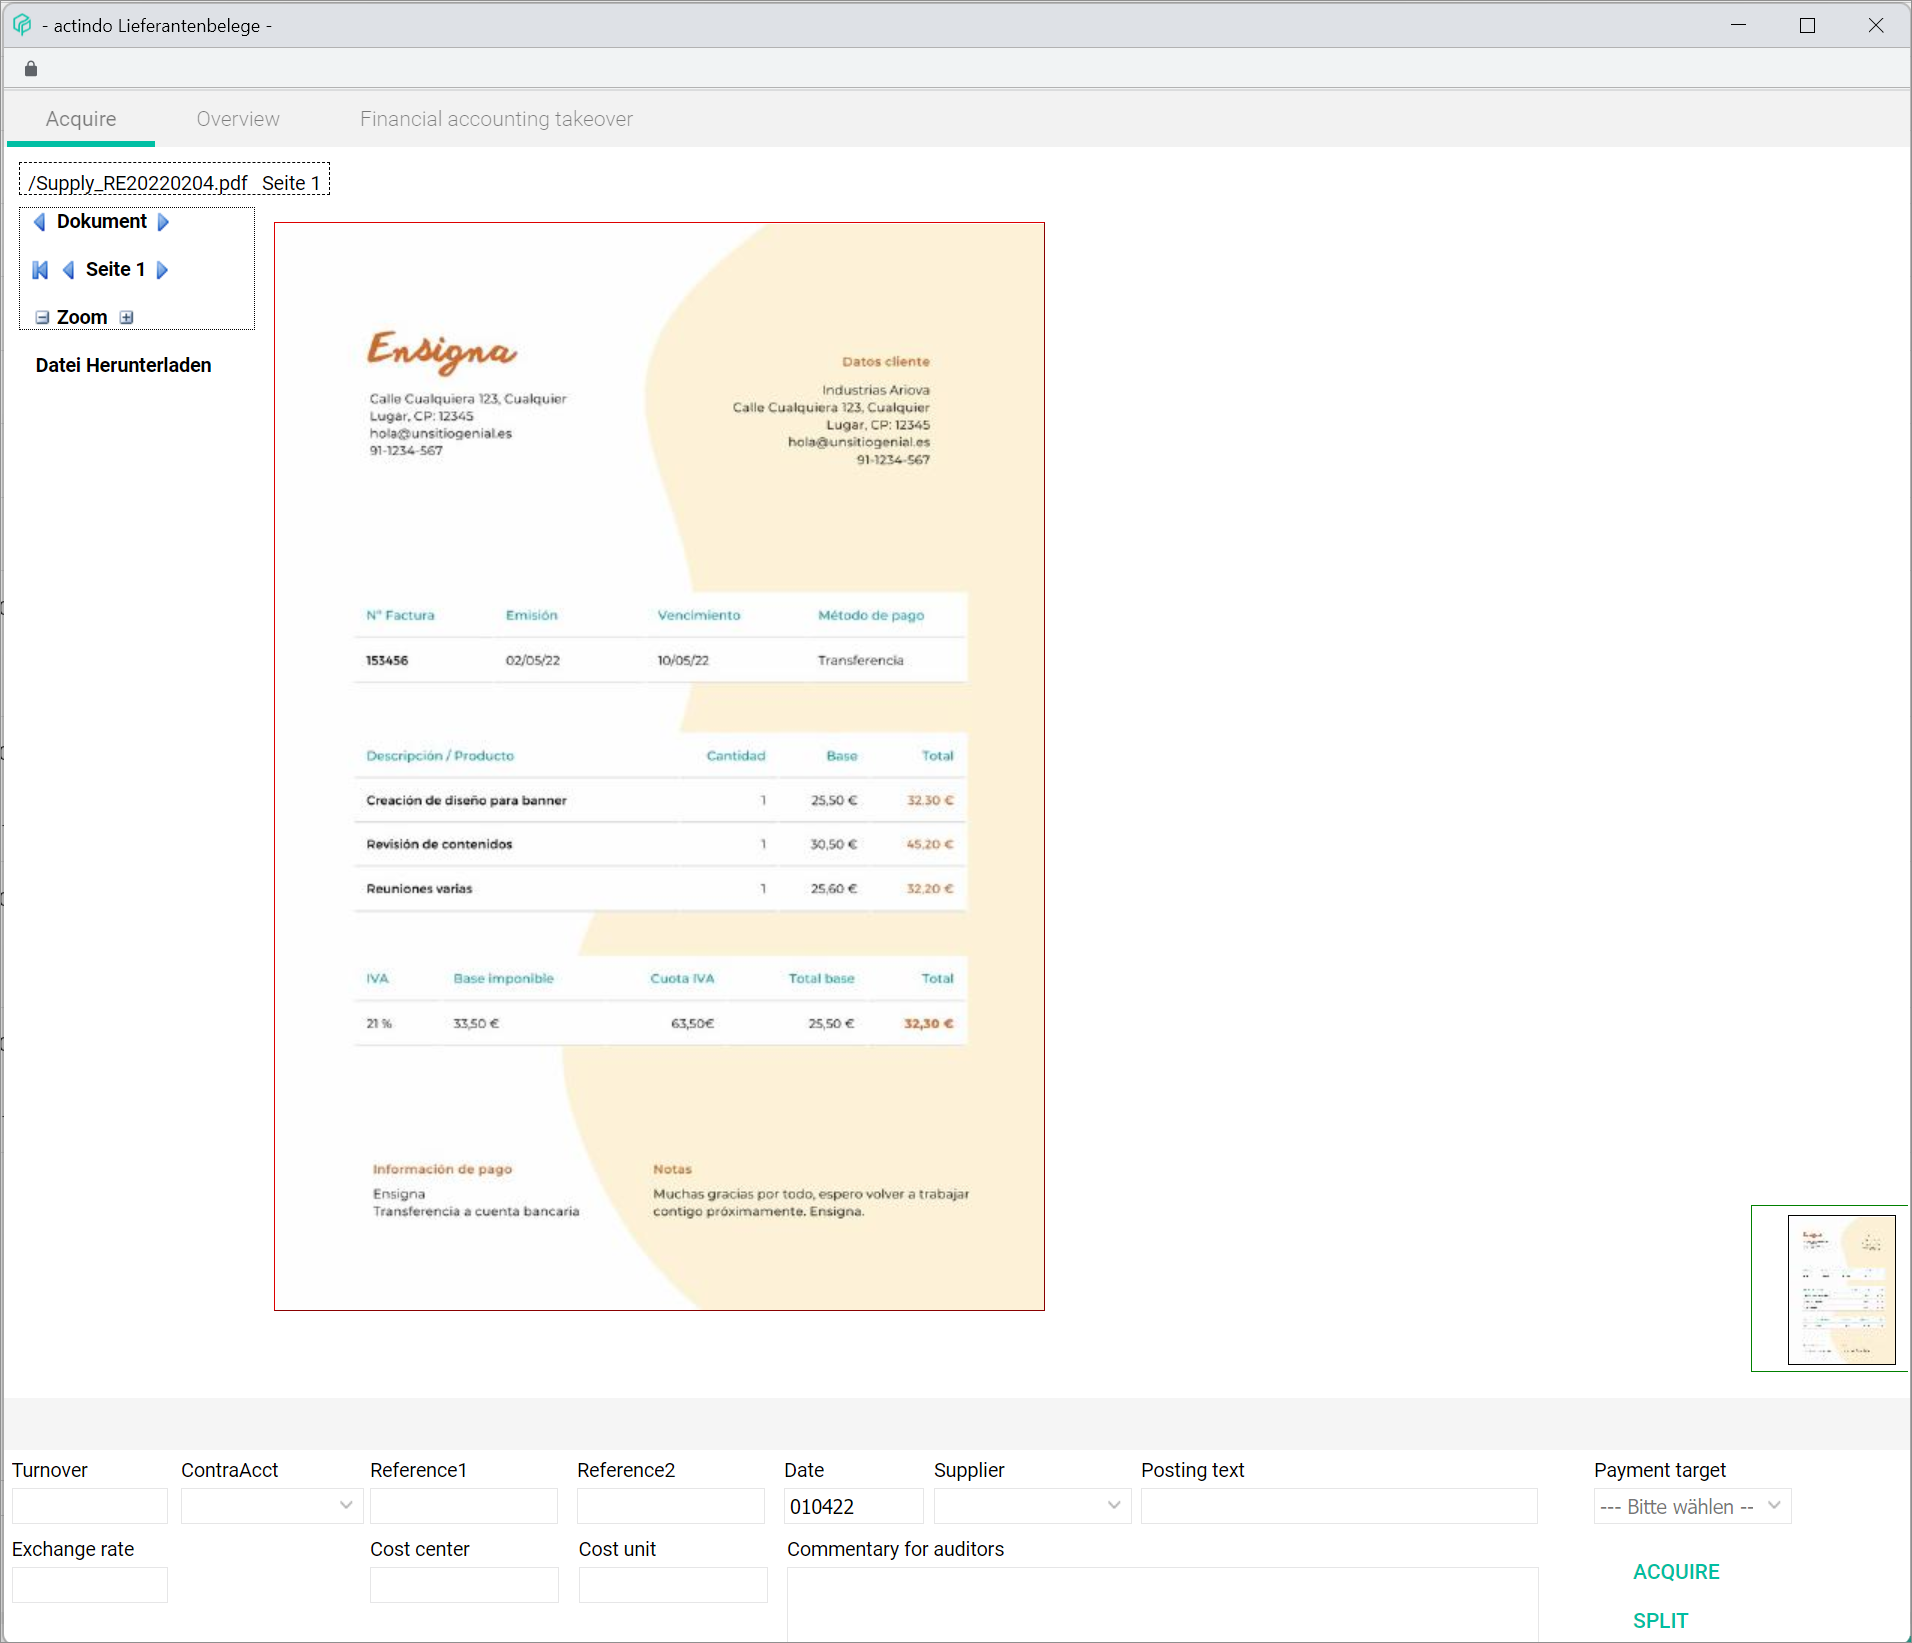 - actindo Lieferantenbelege -
Acquire Overview Financial accounting takeover
/Supply_RE20220204.pdf Seite 1
Dokument
Seite 1
Zoom
Datei Herunterladen
Ensigna
Calle Cualquiera 123, Cualquier
Lugar, CP: 12345
hola@unsitiogenial.es
91-1234-567
Datos cliente
Industrias Ariova
Calle Cualquiera 123, Cualquier
Lugar, CP: 12345
hola@unsitiogenial.es
91-1234-567
Nº Factura Emisión Vencimiento Método de pago
153456 02/05/22 10/05/22 Transferencia
Descripción / Producto Cantidad Base Total
Creación de diseño para banner 1 25,50 € 32,30 €
Revisión de contenidos 1 30,50 € 45,20 €
Reuniones varias 1 25,60 € 32,20 €
IVA Base imponible Cuota IVA Total base Total
21 % 33,50 € 63,50€ 25,50 € 32,30 €
Información de pago
Ensigna
Transferencia a cuenta bancaria
Notas
Muchas gracias por todo, espero volver a trabajar
contigo próximamente. Ensigna.
Turnover ContraAcct Reference1 Reference2 Date Supplier Posting text Payment target
010422 --- Bitte wählen --
Exchange rate Cost center Cost unit Commentary for auditors
ACQUIRE
SPLIT